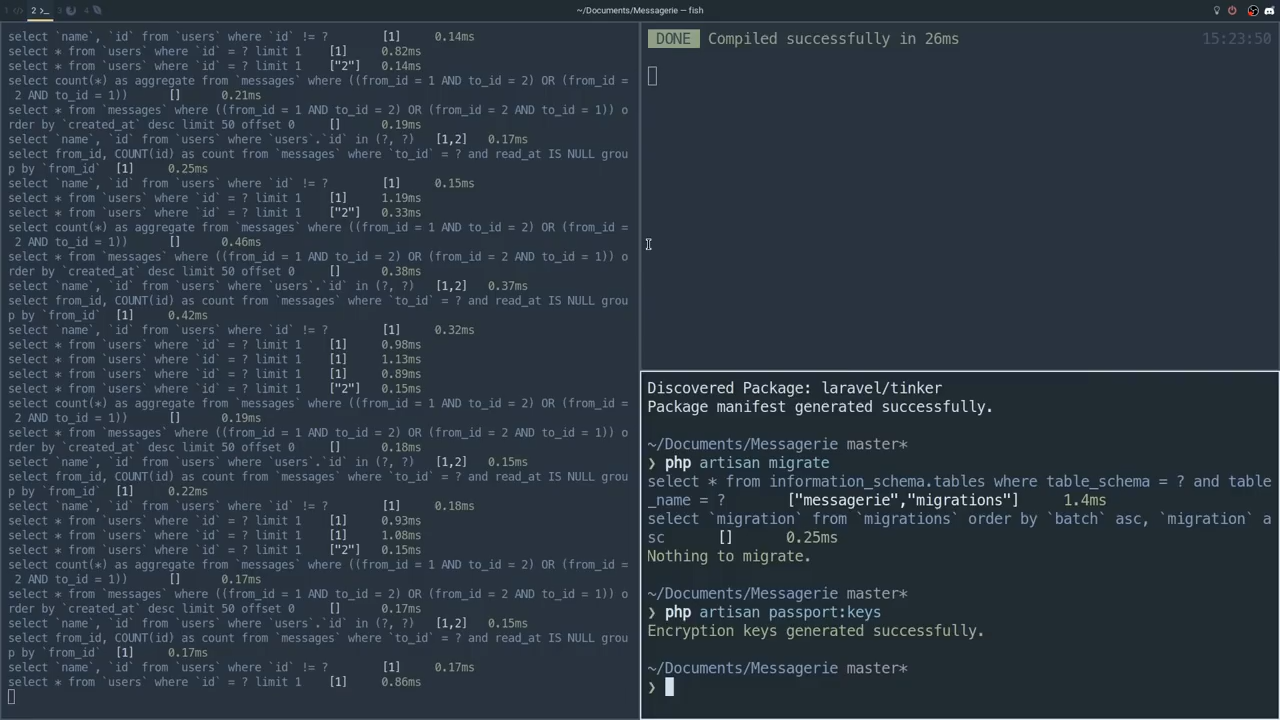 1
2 >_
3
4
~/Documents/Messagerie — fish
select `name`, `id` from `users` where `id` != ? [1] 0.14ms
select * from `users` where `id` = ? limit 1 [1] 0.82ms
select * from `users` where `id` = ? limit 1 ["2"] 0.14ms
select count(*) as aggregate from `messages` where ((from_id = 1 AND to_id = 2) OR (from_id =
2 AND to_id = 1)) [] 0.21ms
select * from `messages` where ((from_id = 1 AND to_id = 2) OR (from_id = 2 AND to_id = 1)) o
rder by `created_at` desc limit 50 offset 0 [] 0.19ms
select `name`, `id` from `users` where `users`.`id` in (?, ?) [1,2] 0.17ms
select from_id, COUNT(id) as count from `messages` where `to_id` = ? and read_at IS NULL grou
p by `from_id` [1] 0.25ms
select `name`, `id` from `users` where `id` != ? [1] 0.15ms
select * from `users` where `id` = ? limit 1 [1] 1.19ms
select * from `users` where `id` = ? limit 1 ["2"] 0.33ms
select count(*) as aggregate from `messages` where ((from_id = 1 AND to_id = 2) OR (from_id =
2 AND to_id = 1)) [] 0.46ms
select * from `messages` where ((from_id = 1 AND to_id = 2) OR (from_id = 2 AND to_id = 1)) o
rder by `created_at` desc limit 50 offset 0 [] 0.38ms
select `name`, `id` from `users` where `users`.`id` in (?, ?) [1,2] 0.37ms
select from_id, COUNT(id) as count from `messages` where `to_id` = ? and read_at IS NULL grou
p by `from_id` [1] 0.42ms
select `name`, `id` from `users` where `id` != ? [1] 0.32ms
select * from `users` where `id` = ? limit 1 [1] 0.98ms
select * from `users` where `id` = ? limit 1 [1] 1.13ms
select * from `users` where `id` = ? limit 1 [1] 0.89ms
select * from `users` where `id` = ? limit 1 ["2"] 0.15ms
select count(*) as aggregate from `messages` where ((from_id = 1 AND to_id = 2) OR (from_id =
2 AND to_id = 1)) [] 0.19ms
select * from `messages` where ((from_id = 1 AND to_id = 2) OR (from_id = 2 AND to_id = 1)) o
rder by `created_at` desc limit 50 offset 0 [] 0.18ms
select `name`, `id` from `users` where `users`.`id` in (?, ?) [1,2] 0.15ms
select from_id, COUNT(id) as count from `messages` where `to_id` = ? and read_at IS NULL grou
p by `from_id` [1] 0.22ms
select `name`, `id` from `users` where `id` != ? [1] 0.18ms
select * from `users` where `id` = ? limit 1 [1] 0.93ms
select * from `users` where `id` = ? limit 1 [1] 1.08ms
select * from `users` where `id` = ? limit 1 ["2"] 0.15ms
select count(*) as aggregate from `messages` where ((from_id = 1 AND to_id = 2) OR (from_id =
2 AND to_id = 1)) [] 0.17ms
select * from `messages` where ((from_id = 1 AND to_id = 2) OR (from_id = 2 AND to_id = 1)) o
rder by `created_at` desc limit 50 offset 0 [] 0.17ms
select `name`, `id` from `users` where `users`.`id` in (?, ?) [1,2] 0.15ms
select from_id, COUNT(id) as count from `messages` where `to_id` = ? and read_at IS NULL grou
p by `from_id` [1] 0.17ms
select `name`, `id` from `users` where `id` != ? [1] 0.17ms
select * from `users` where `id` = ? limit 1 [1] 0.86ms
DONE Compiled successfully in 26ms 15:23:50
Discovered Package: laravel/tinker
Package manifest generated successfully.
~/Documents/Messagerie master*
❯ php artisan migrate
select * from information_schema.tables where table_schema = ? and table
_name = ? ["messagerie","migrations"] 1.4ms
select `migration` from `migrations` order by `batch` asc, `migration` a
sc [] 0.25ms
Nothing to migrate.
~/Documents/Messagerie master*
❯ php artisan passport:keys
Encryption keys generated successfully.
~/Documents/Messagerie master*
❯